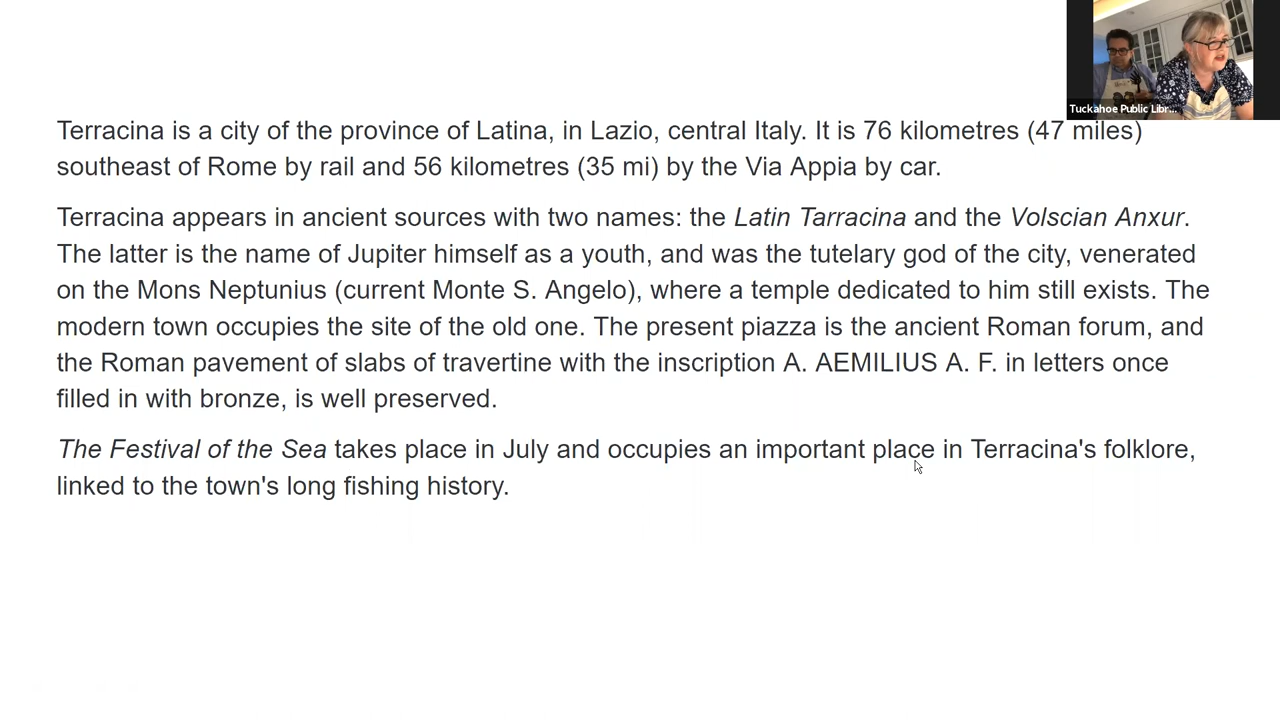 Tuckahoe Public Libr...
Terracina is a city of the province of Latina, in Lazio, central Italy. It is 76 kilometres (47 miles)
southeast of Rome by rail and 56 kilometres (35 mi) by the Via Appia by car.
Terracina appears in ancient sources with two names: the Latin Tarracina and the Volscian Anxur.
The latter is the name of Jupiter himself as a youth, and was the tutelary god of the city, venerated
on the Mons Neptunius (current Monte S. Angelo), where a temple dedicated to him still exists. The
modern town occupies the site of the old one. The present piazza is the ancient Roman forum, and
the Roman pavement of slabs of travertine with the inscription A. AEMILIUS A. F. in letters once
filled in with bronze, is well preserved.
The Festival of the Sea takes place in July and occupies an important place in Terracina's folklore,
linked to the town's long fishing history.